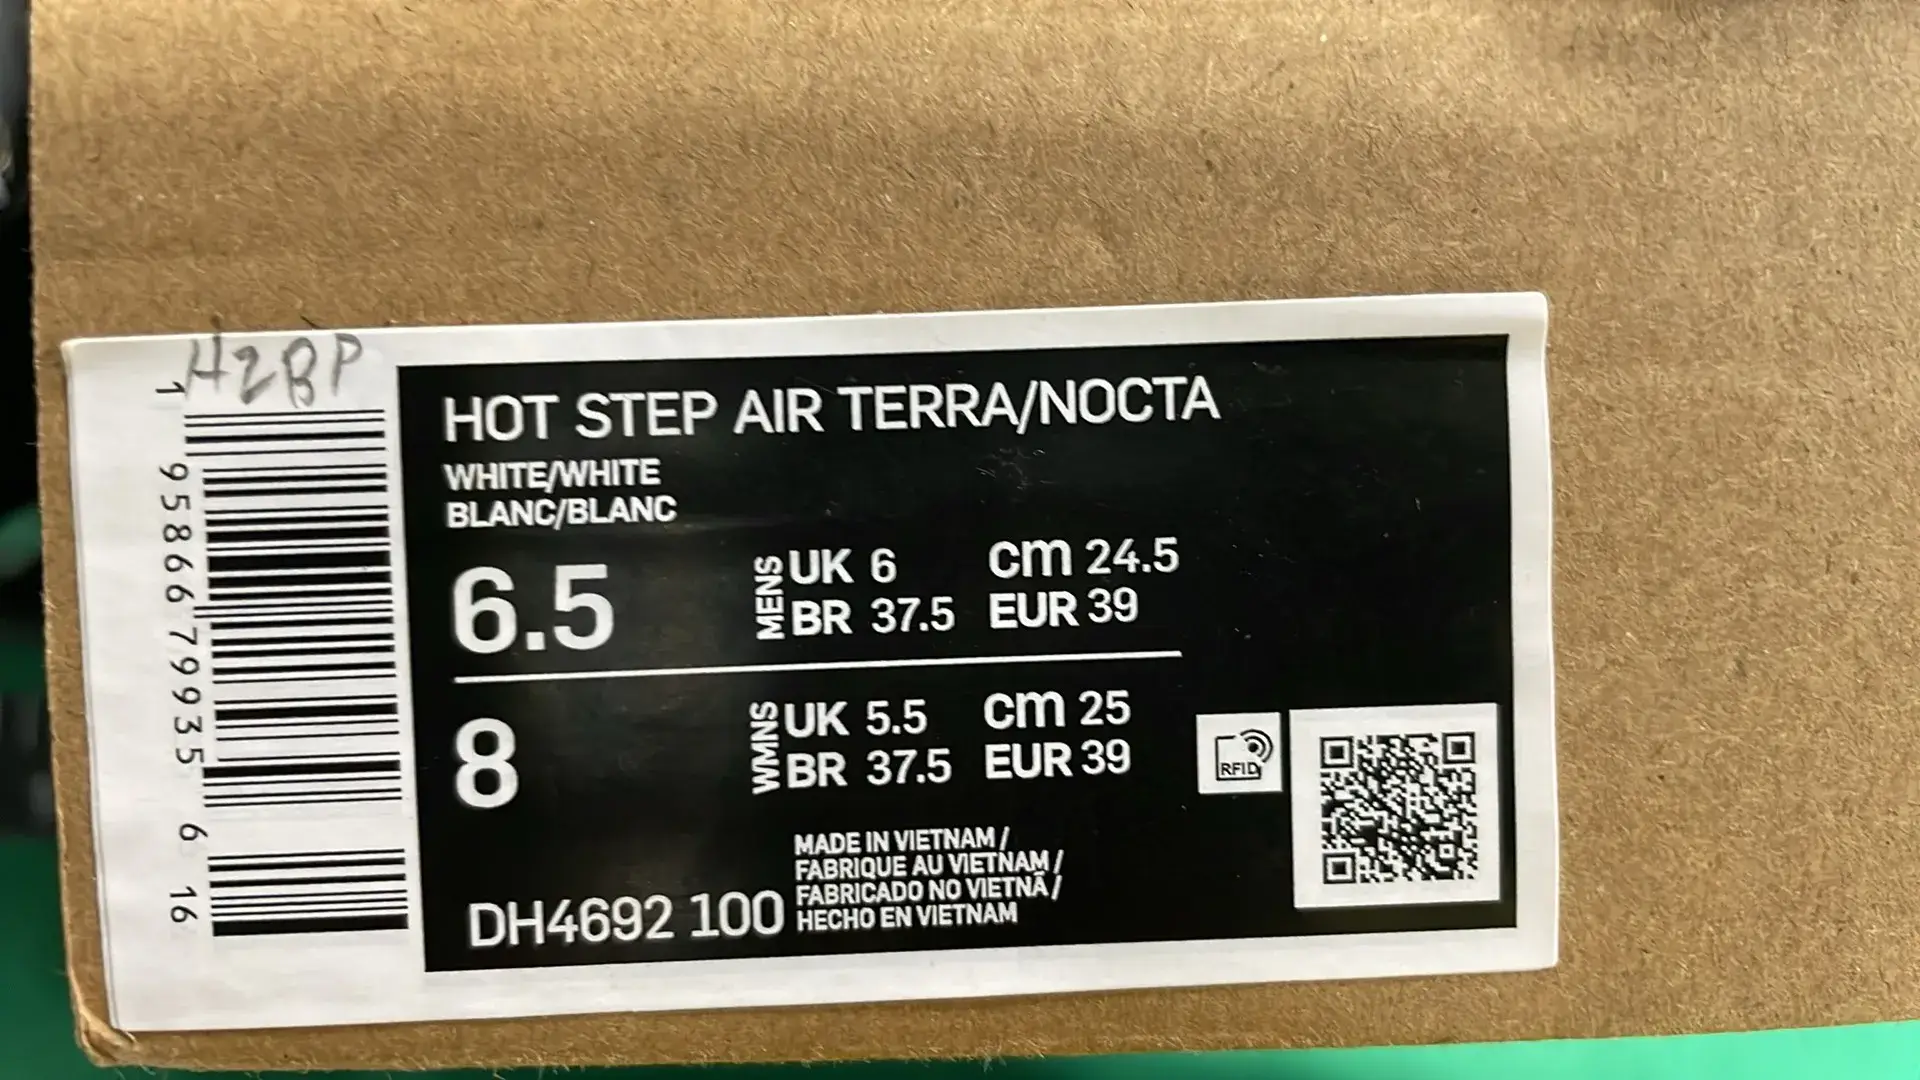 H2BP
1 95866 79935 6 16
HOT STEP AIR TERRA/NOCTA
WHITE/WHITE
BLANC/BLANC
6.5 MENS UK 6 cm 24.5
BR 37.5 EUR 39
8 WMNS UK 5.5 cm 25
BR 37.5 EUR 39
RFID
DH4692 100
MADE IN VIETNAM /
FABRIQUE AU VIETNAM /
FABRICADO NO VIETNÃ /
HECHO EN VIETNAM